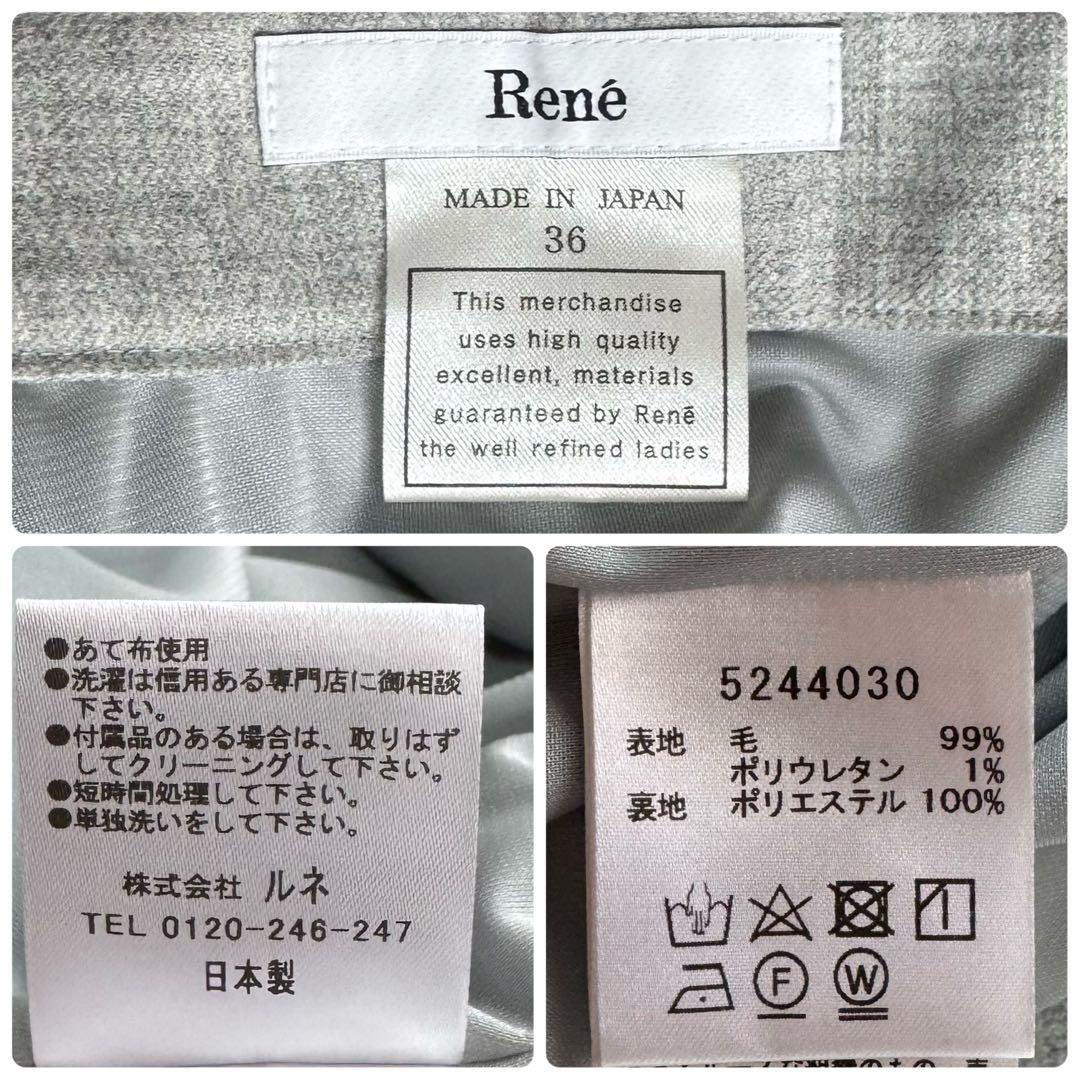 René
MADE IN JAPAN
36
This merchandise
uses high quality
excellent, materials
guaranteed by René
the well refined ladies
●あて布使用
●洗濯は信用ある専門店に御相談
下さい。
●付属品のある場合は、取りはず
してクリーニングして下さい。
●短時間処理して下さい。
●単独洗いをして下さい。
株式会社 ルネ
TEL 0120-246-247
日本製
5244030
表地 毛 99%
ポリウレタン 1%
裏地 ポリエステル 100%
F W